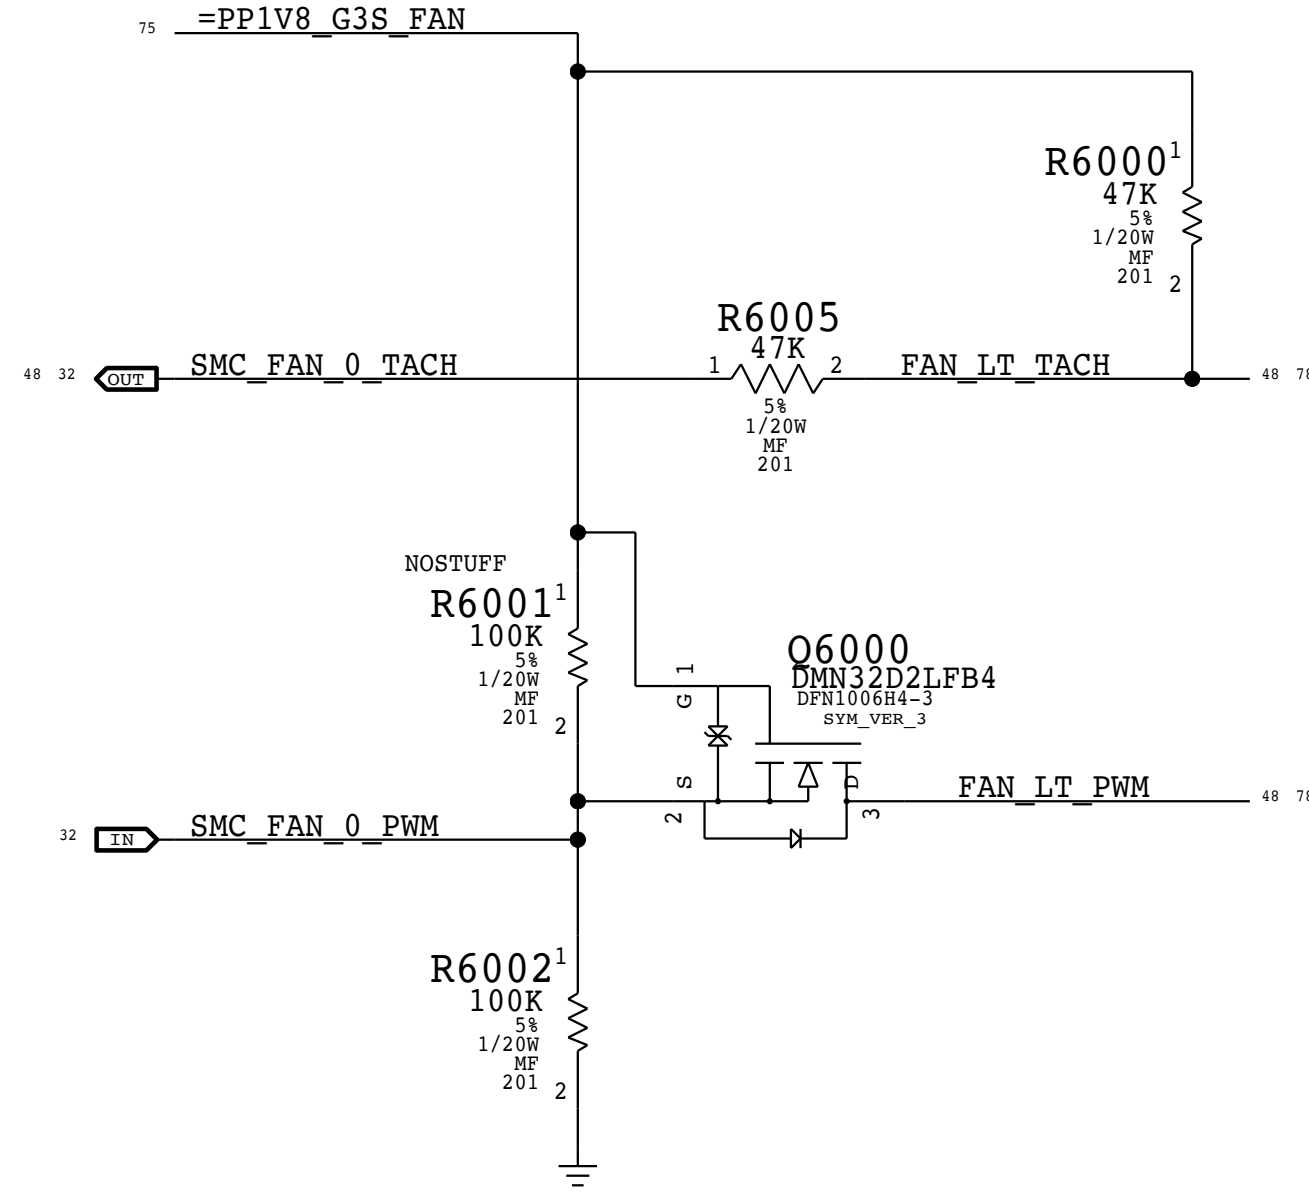 75 =PP1V8_G3S_FAN
R6000 1
47K
5%
1/20W
MF
201 2
48 32 OUT SMC_FAN_0_TACH
R6005
1 47K 2
5%
1/20W
MF
201
FAN_LT_TACH 48 78
NOSTUFF
R6001 1
100K
5%
1/20W
MF
201 2
Q6000
DMN32D2LFB4
DFN1006H4-3
SYM_VER_3
G 1
S 2
D 3
FAN_LT_PWM 48 78
32 IN SMC_FAN_0_PWM
R6002 1
100K
5%
1/20W
MF
201 2